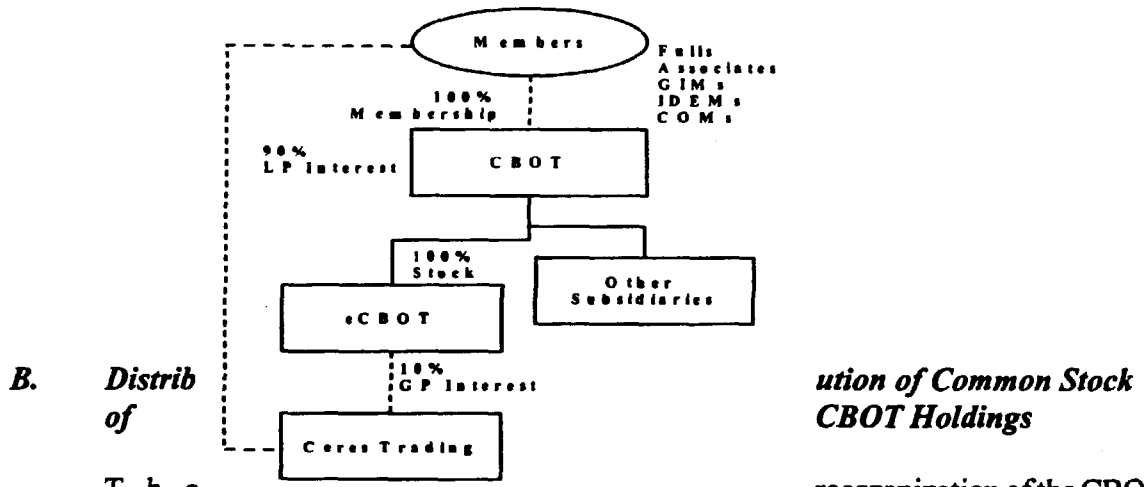 Members
Fulls
Associates
GIMs
IDEMs
COMs
100%
Membership
90%
LP Interest
CBOT
100%
Stock
Other
Subsidiaries
eCBOT
10%
GP Interest
B. Distrib ution of Common Stock
of CBOT Holdings
Ceres Trading
T h e reorganization of the CBO